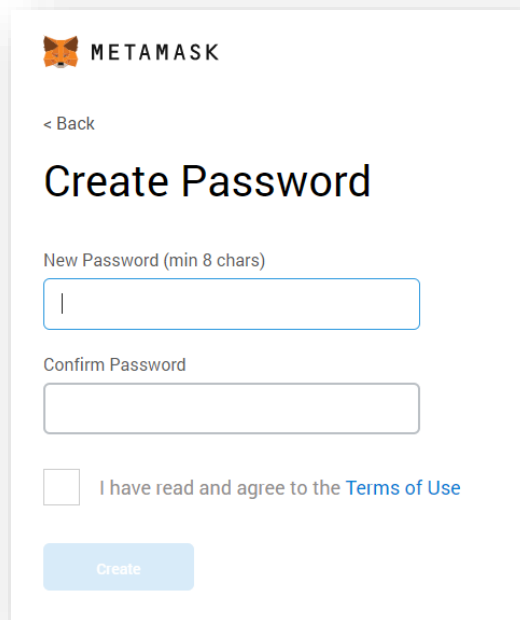 METAMASK
< Back
Create Password
New Password (min 8 chars)
Confirm Password
I have read and agree to the Terms of Use
Create